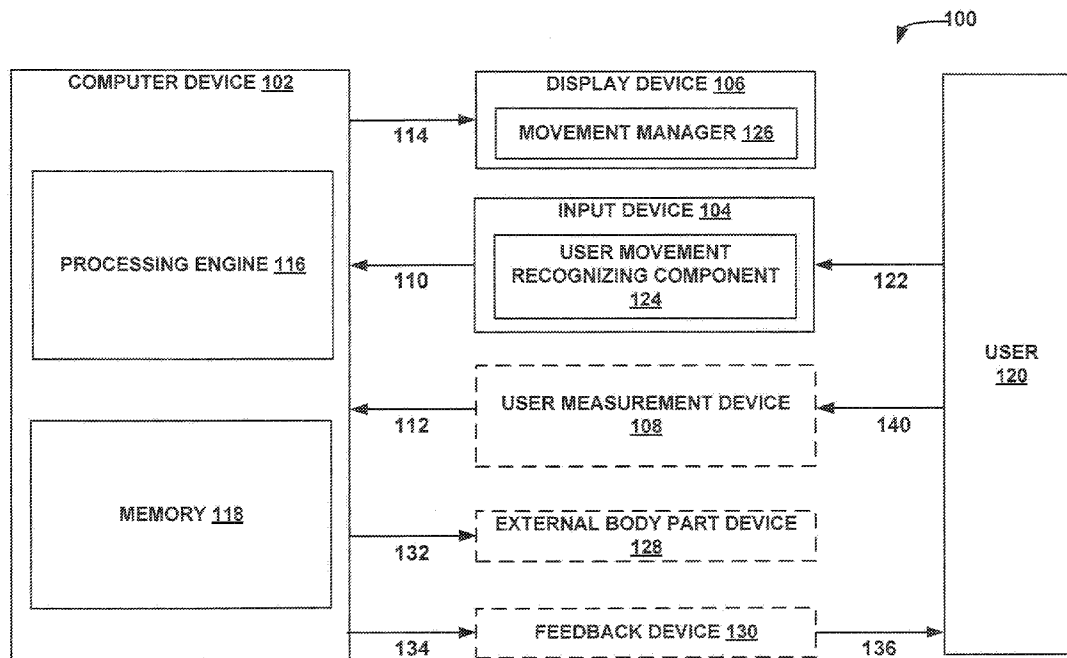 100
COMPUTER DEVICE 102
DISPLAY DEVICE 106
MOVEMENT MANAGER 126
114
INPUT DEVICE 104
USER MOVEMENT
RECOGNIZING COMPONENT
124
PROCESSING ENGINE 116
110
122
USER
120
USER MEASUREMENT DEVICE
108
112
140
MEMORY 118
EXTERNAL BODY PART DEVICE
128
132
FEEDBACK DEVICE 130
134
136